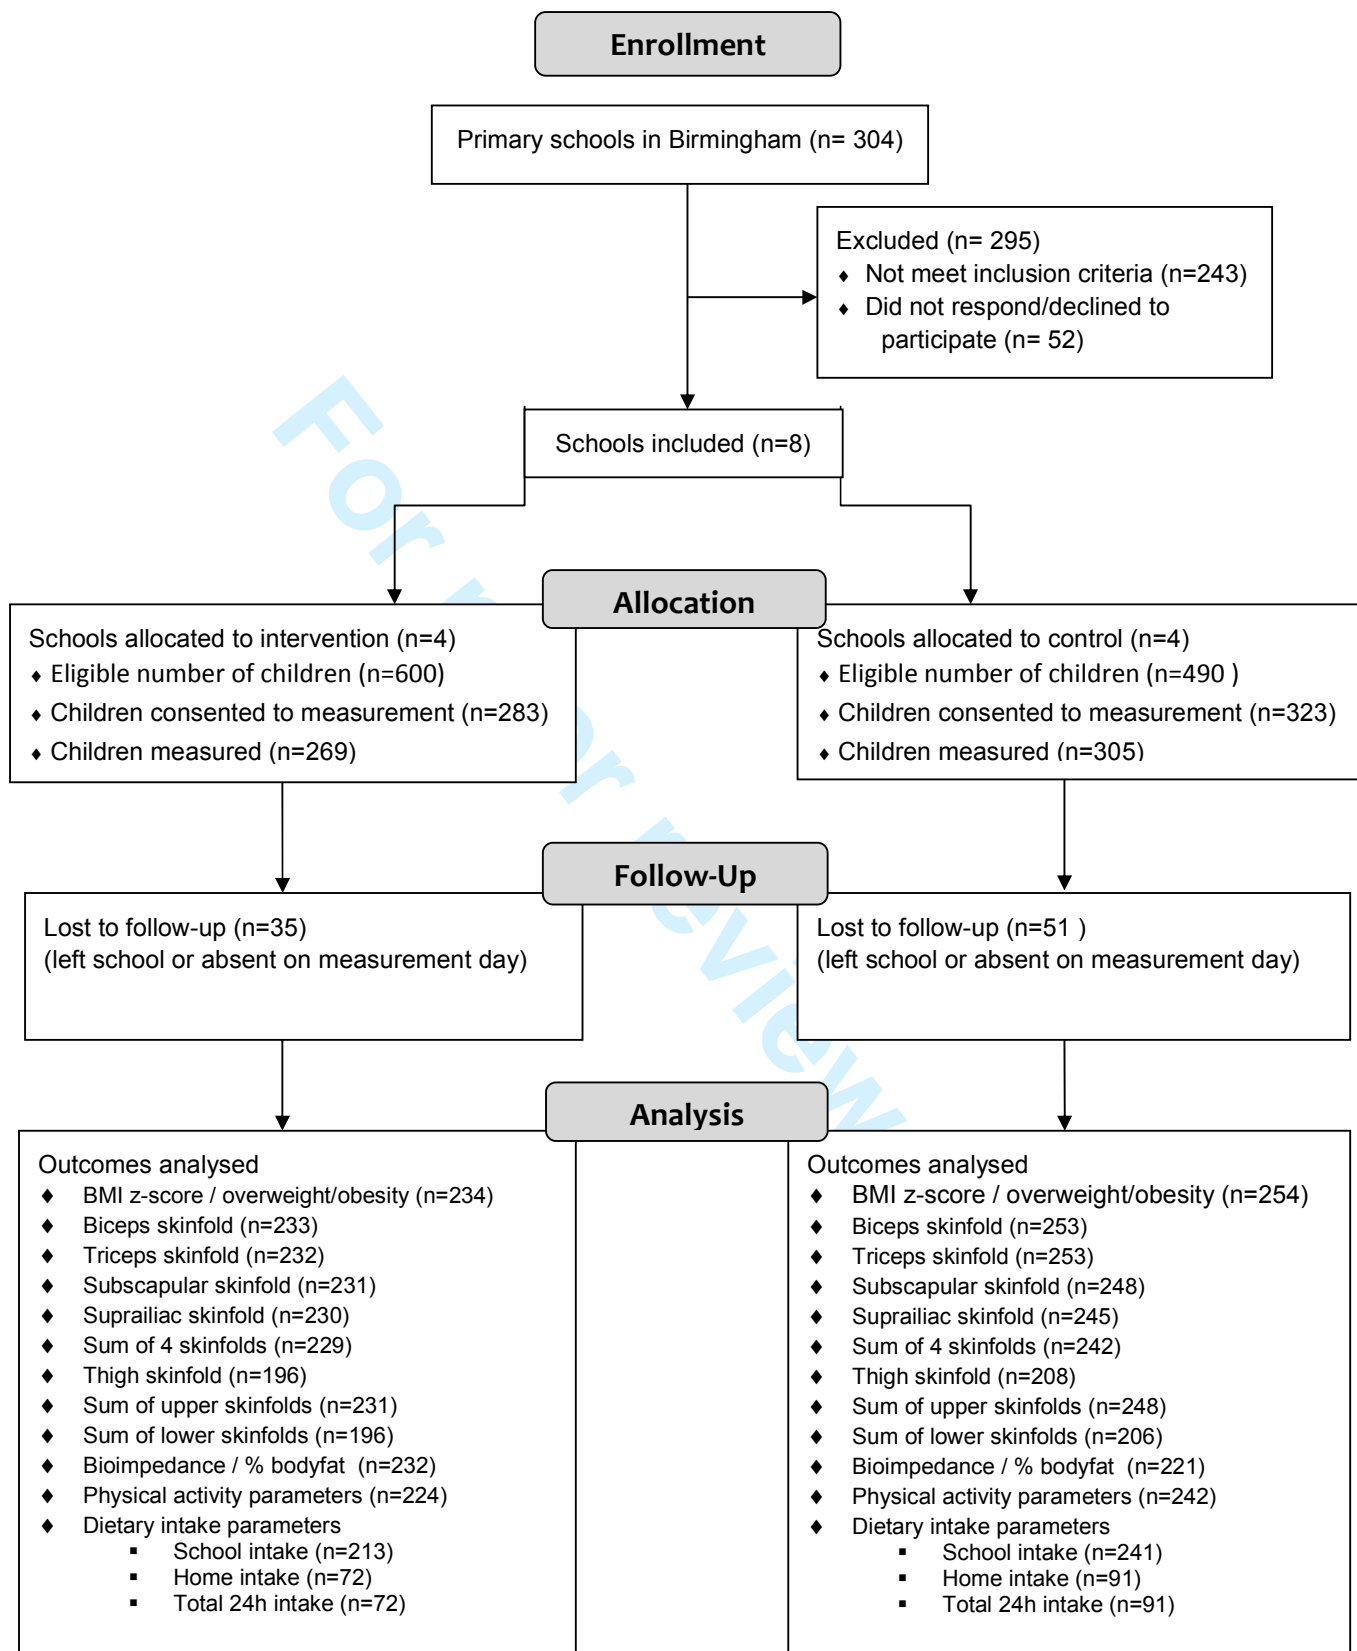 Enrollment
Primary schools in Birmingham (n= 304)
Excluded (n= 295)
♦ Not meet inclusion criteria (n=243)
♦ Did not respond/declined to
participate (n= 52)
Schools included (n=8)
Allocation
Schools allocated to intervention (n=4)
♦ Eligible number of children (n=600)
♦ Children consented to measurement (n=283)
♦ Children measured (n=269)
Schools allocated to control (n=4)
♦ Eligible number of children (n=490 )
♦ Children consented to measurement (n=323)
♦ Children measured (n=305)
Follow-Up
Lost to follow-up (n=35)
(left school or absent on measurement day)
Lost to follow-up (n=51 )
(left school or absent on measurement day)
Analysis
Outcomes analysed
♦ BMI z-score / overweight/obesity (n=234)
♦ Biceps skinfold (n=233)
♦ Triceps skinfold (n=232)
♦ Subscapular skinfold (n=231)
♦ Suprailiac skinfold (n=230)
♦ Sum of 4 skinfolds (n=229)
♦ Thigh skinfold (n=196)
♦ Sum of upper skinfolds (n=231)
♦ Sum of lower skinfolds (n=196)
♦ Bioimpedance / % bodyfat (n=232)
♦ Physical activity parameters (n=224)
♦ Dietary intake parameters
▪ School intake (n=213)
▪ Home intake (n=72)
▪ Total 24h intake (n=72)
Outcomes analysed
♦ BMI z-score / overweight/obesity (n=254)
♦ Biceps skinfold (n=253)
♦ Triceps skinfold (n=253)
♦ Subscapular skinfold (n=248)
♦ Suprailiac skinfold (n=245)
♦ Sum of 4 skinfolds (n=242)
♦ Thigh skinfold (n=208)
♦ Sum of upper skinfolds (n=248)
♦ Sum of lower skinfolds (n=206)
♦ Bioimpedance / % bodyfat (n=221)
♦ Physical activity parameters (n=242)
♦ Dietary intake parameters
▪ School intake (n=241)
▪ Home intake (n=91)
▪ Total 24h intake (n=91)
For
review